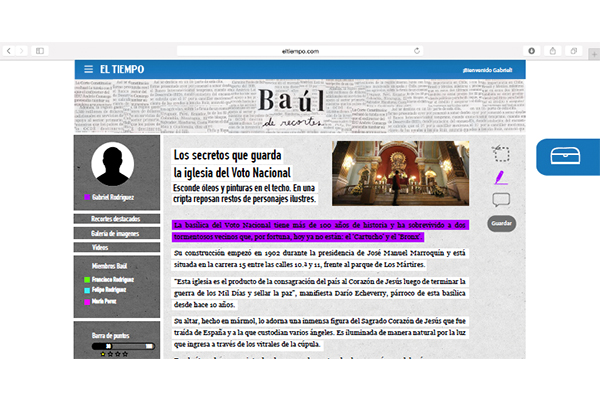 eltiempo.com
EL TIEMPO
¡Bienvenido Gabriel!
Baúl
de recortes
Gabriel Rodriguez
Recortes destacados
Galeria de imagenes
Videos
Miembros Baúl
Francisco Rodriguez
Felipe Rodriguez
Maria Perez
Barra de puntos
Los secretos que guarda
la iglesia del Voto Nacional
Esconde óleos y pinturas en el techo. En una
cripta reposan restos de personajes ilustres.
La basílica del Voto Nacional tiene más de 100 años de historia y ha sobrevivido a dos
tormentosos vecinos que, por fortuna, hoy ya no están: el 'Cartucho' y el 'Bronx'.
Su construcción empezó en 1902 durante la presidencia de José Manuel Marroquín y está
situada en la carrera 15 entre las calles 10.ª y 11, frente al parque de Los Mártires.
"Esta iglesia es el producto de la consagración del país al Corazón de Jesús luego de terminar la
guerra de los Mil Días y sellar la paz", manifiesta Darío Echeverry, párroco de esta basílica
desde hace 10 años.
Su altar, hecho en mármol, lo adorna una inmensa figura del Sagrado Corazón de Jesús que fue
traída de España y a la que custodian varios ángeles. Es iluminada de manera natural por la luz
que ingresa a través de los vitrales de la cúpula.
Guardar